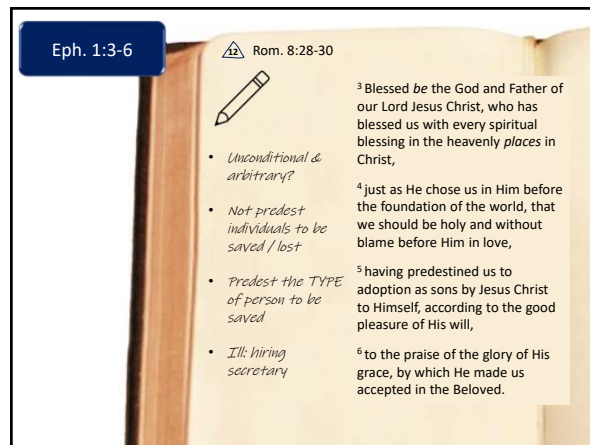 Eph. 1:3-6
12 Rom. 8:28-30
• Unconditional &
arbitrary?
• Not predest
individuals to be
saved / lost
• Predest the TYPE
of person to be
saved
• Ill: hiring
secretary
3 Blessed be the God and Father of
our Lord Jesus Christ, who has
blessed us with every spiritual
blessing in the heavenly places in
Christ,
4 just as He chose us in Him before
the foundation of the world, that
we should be holy and without
blame before Him in love,
5 having predestined us to
adoption as sons by Jesus Christ
to Himself, according to the good
pleasure of His will,
6 to the praise of the glory of His
grace, by which He made us
accepted in the Beloved.